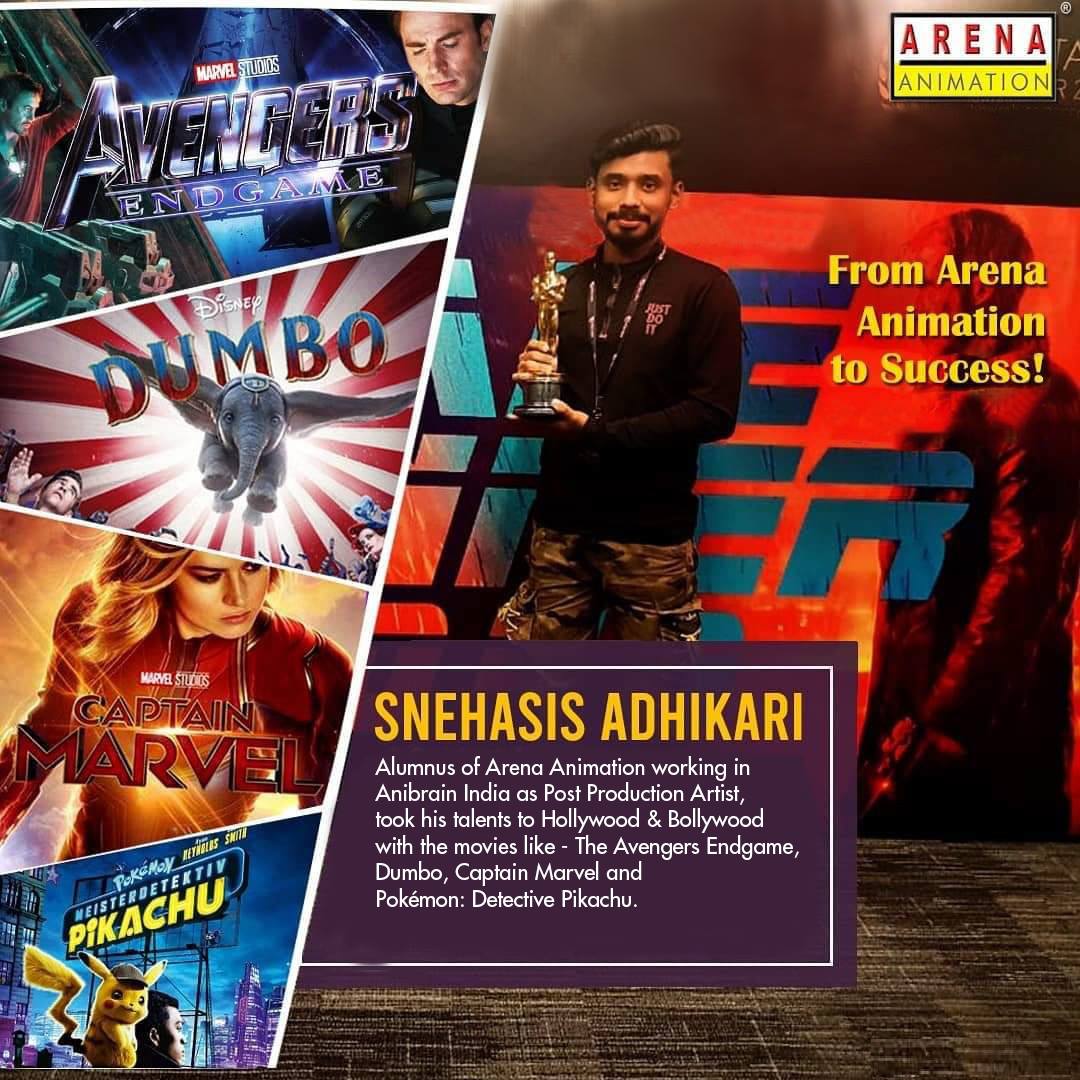 MARVEL STUDIOS
AVENGERS
ENDGAME
DISNEY
DUMBO
MARVEL STUDIOS
CAPTAIN
MARVEL
REYNOLDS SMITH
POKÉMON
MEISTERDETEKTIV
PIKACHU
ARENA
ANIMATION
®
JUST
DO
IT
From Arena
Animation
to Success!
SNEHASIS ADHIKARI
Alumnus of Arena Animation working in
Anibrain India as Post Production Artist,
took his talents to Hollywood & Bollywood
with the movies like - The Avengers Endgame,
Dumbo, Captain Marvel and
Pokémon: Detective Pikachu.